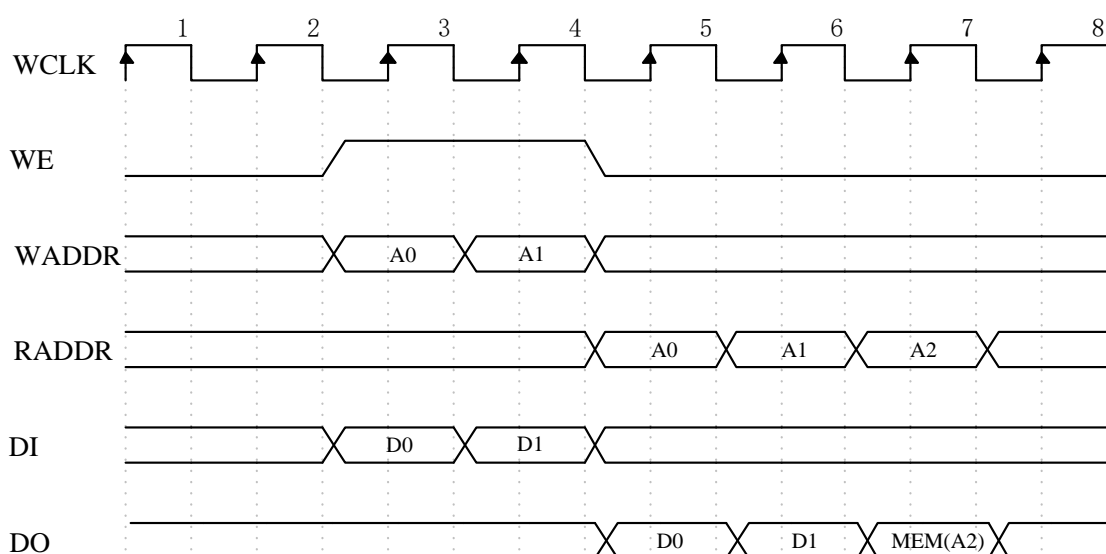 1 2 3 4 5 6 7 8
WCLK
WE
WADDR A0 A1
RADDR A0 A1 A2
DI D0 D1
DO D0 D1 MEM(A2)